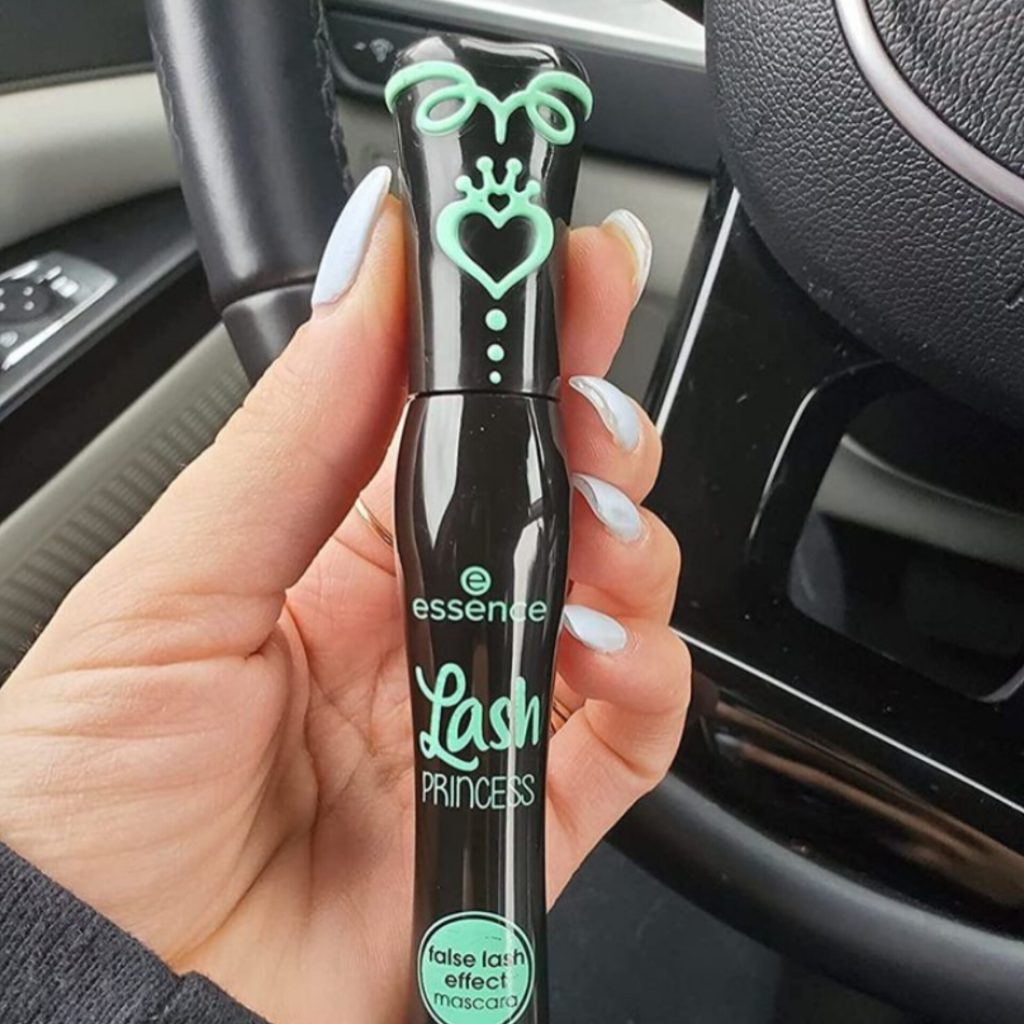 e
essence
Lash
PRINCESS
false lash
effect
mascara